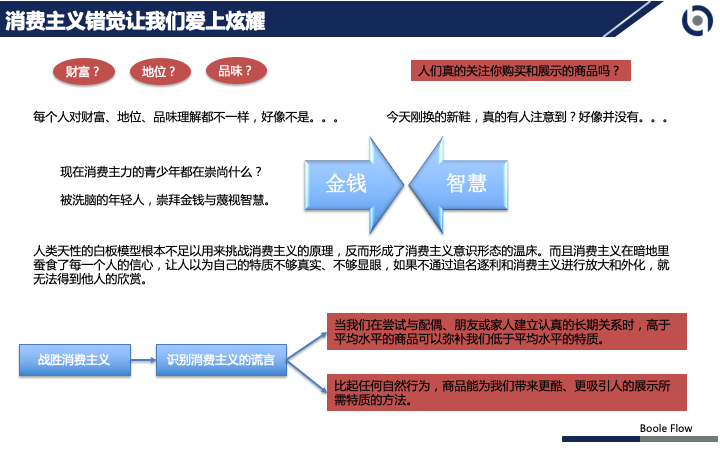 消费主义错觉让我们爱上炫耀
财富？
地位？
品味？
人们真的关注你购买和展示的商品吗？
每个人对财富、地位、品味理解都不一样，好像不是。。。
今天刚换的新鞋，真的有人注意到？好像并没有。。。
现在消费主力的青少年都在崇尚什么？
被洗脑的年轻人，崇拜金钱与蔑视智慧。
金钱
智慧
人类天性的白板模型根本不足以用来挑战消费主义的原理，反而形成了消费主义意识形态的温床。而且消费主义在暗地里
蚕食了每一个人的信心，让人以为自己的特质不够真实、不够显眼，如果不通过追名逐利和消费主义进行放大和外化，就
无法得到他人的欣赏。
战胜消费主义
识别消费主义的谎言
当我们在尝试与配偶、朋友或家人建立认真的长期关系时，高于
平均水平的商品可以弥补我们低于平均水平的特质。
比起任何自然行为，商品能为我们带来更酷、更吸引人的展示所
需特质的方法。
Boole Flow